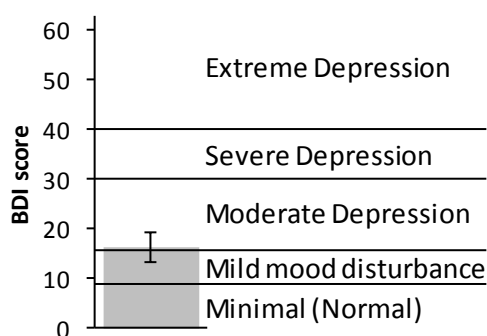 BDI score
60
50
40
30
20
10
0
Extreme Depression
Severe Depression
Moderate Depression
Mild mood disturbance
Minimal (Normal)